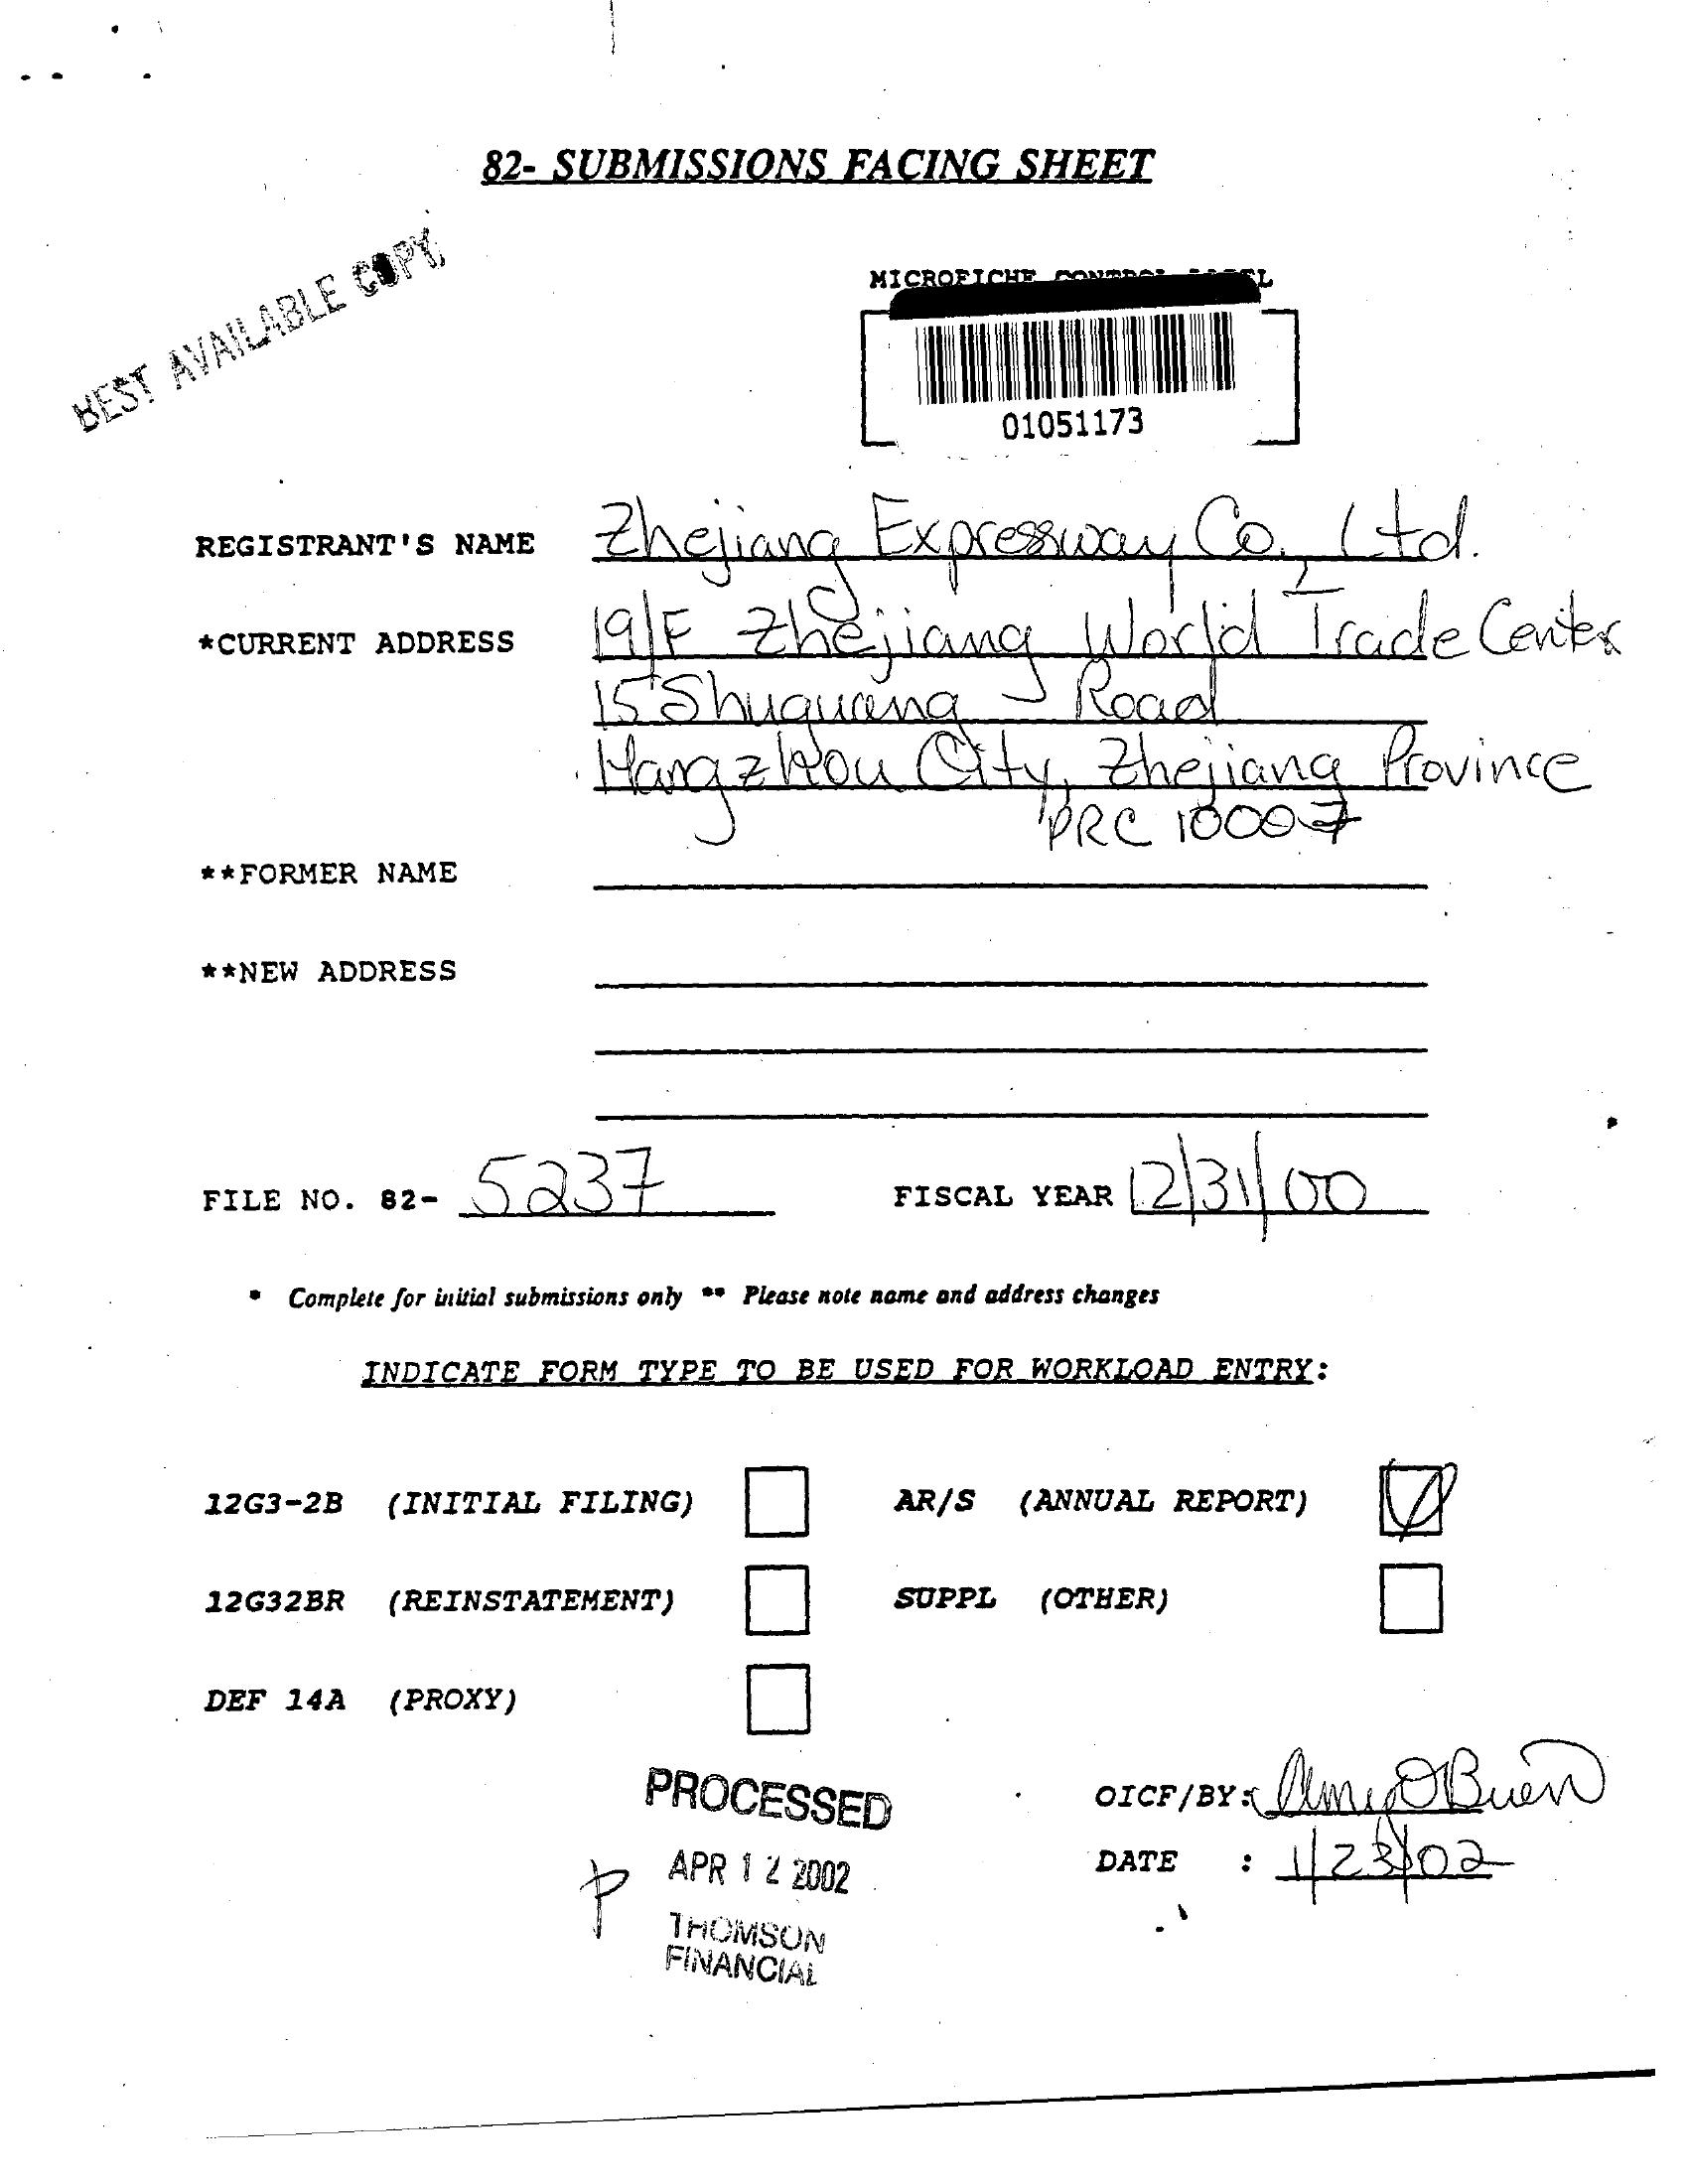 82- SUBMISSIONS FACING SHEET
BEST AVAILABLE COPY
MICROFICHE CONTROL LABEL
01051173
REGISTRANT'S NAME Zhejiang Expressway Co., Ltd.
*CURRENT ADDRESS 19/F Zhejiang World Trade Center
15 Shuguang Road
Hangzhou City, Zhejiang Province
PRC 10007
**FORMER NAME
**NEW ADDRESS
FILE NO. 82- 5237 FISCAL YEAR 12/31/00
* Complete for initial submissions only ** Please note name and address changes
INDICATE FORM TYPE TO BE USED FOR WORKLOAD ENTRY:
12G3-2B (INITIAL FILING) AR/S (ANNUAL REPORT)
12G32BR (REINSTATEMENT) SUPPL (OTHER)
DEF 14A (PROXY)
PROCESSED
OICF/BY: Amy O'Brien
APR 12 2002
DATE : 1/23/02
P
THOMSON
FINANCIAL